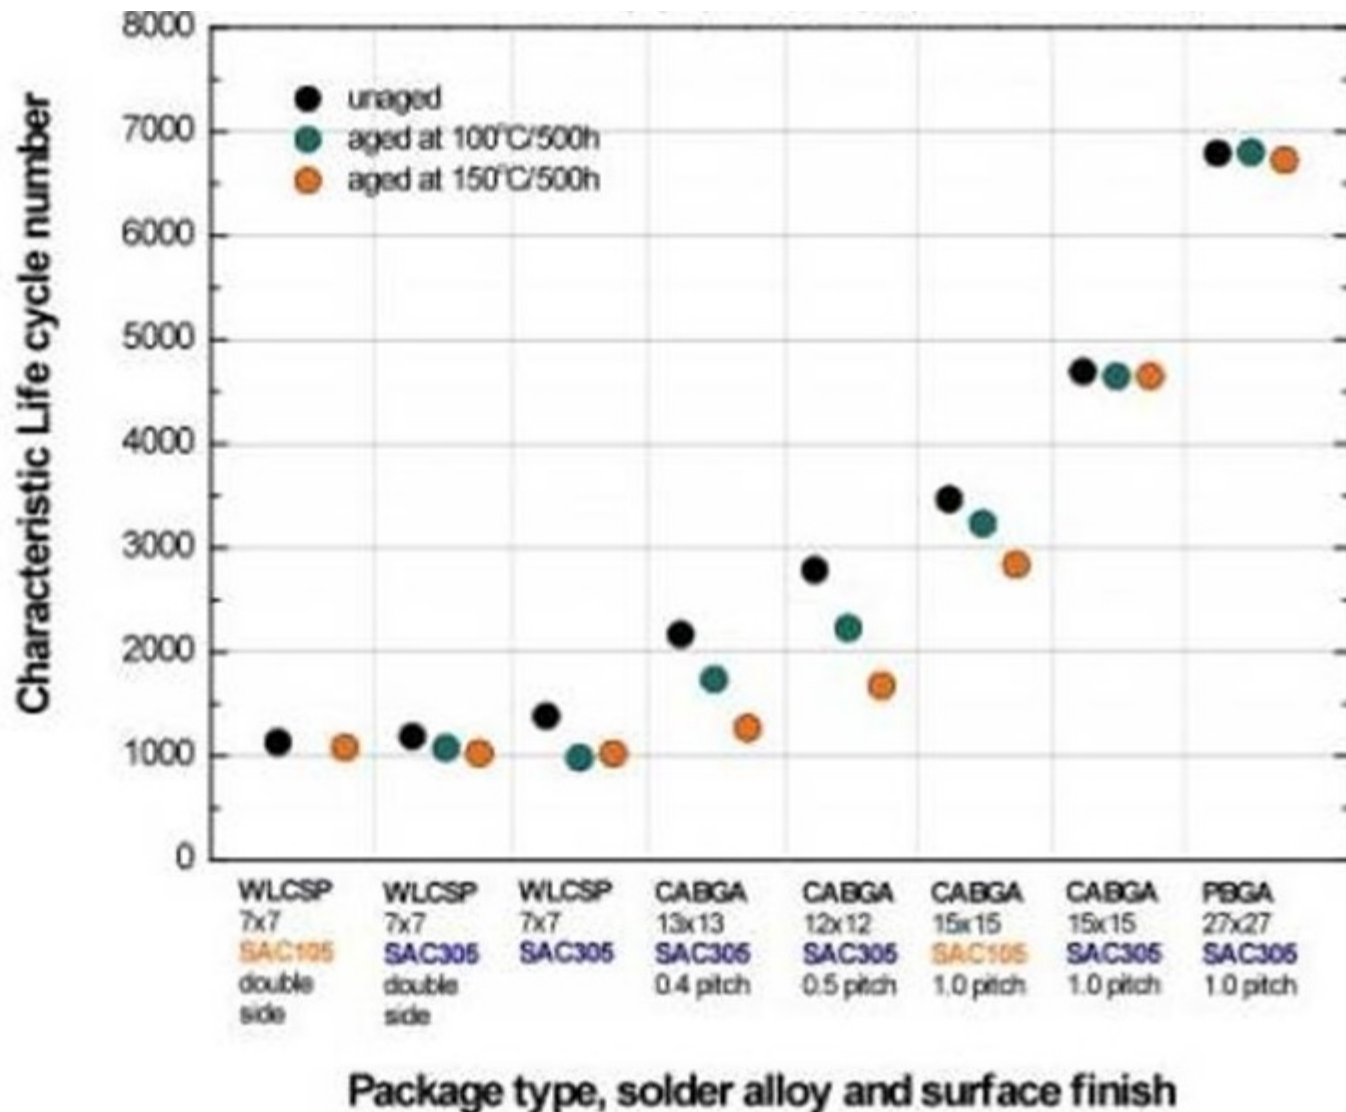 8000
7000
6000
5000
4000
3000
2000
1000
0
Characteristic Life cycle number
unaged
aged at 100°C/500h
aged at 150°C/500h
WLCSP
7x7
SAC105
double
side
WLCSP
7x7
SAC305
double
side
WLCSP
7x7
SAC305
CABGA
13x13
SAC305
0.4 pitch
CABGA
12x12
SAC305
0.5 pitch
CABGA
15x15
SAC105
1.0 pitch
CABGA
15x15
SAC305
1.0 pitch
PBGA
27x27
SAC305
1.0 pitch
Package type, solder alloy and surface finish